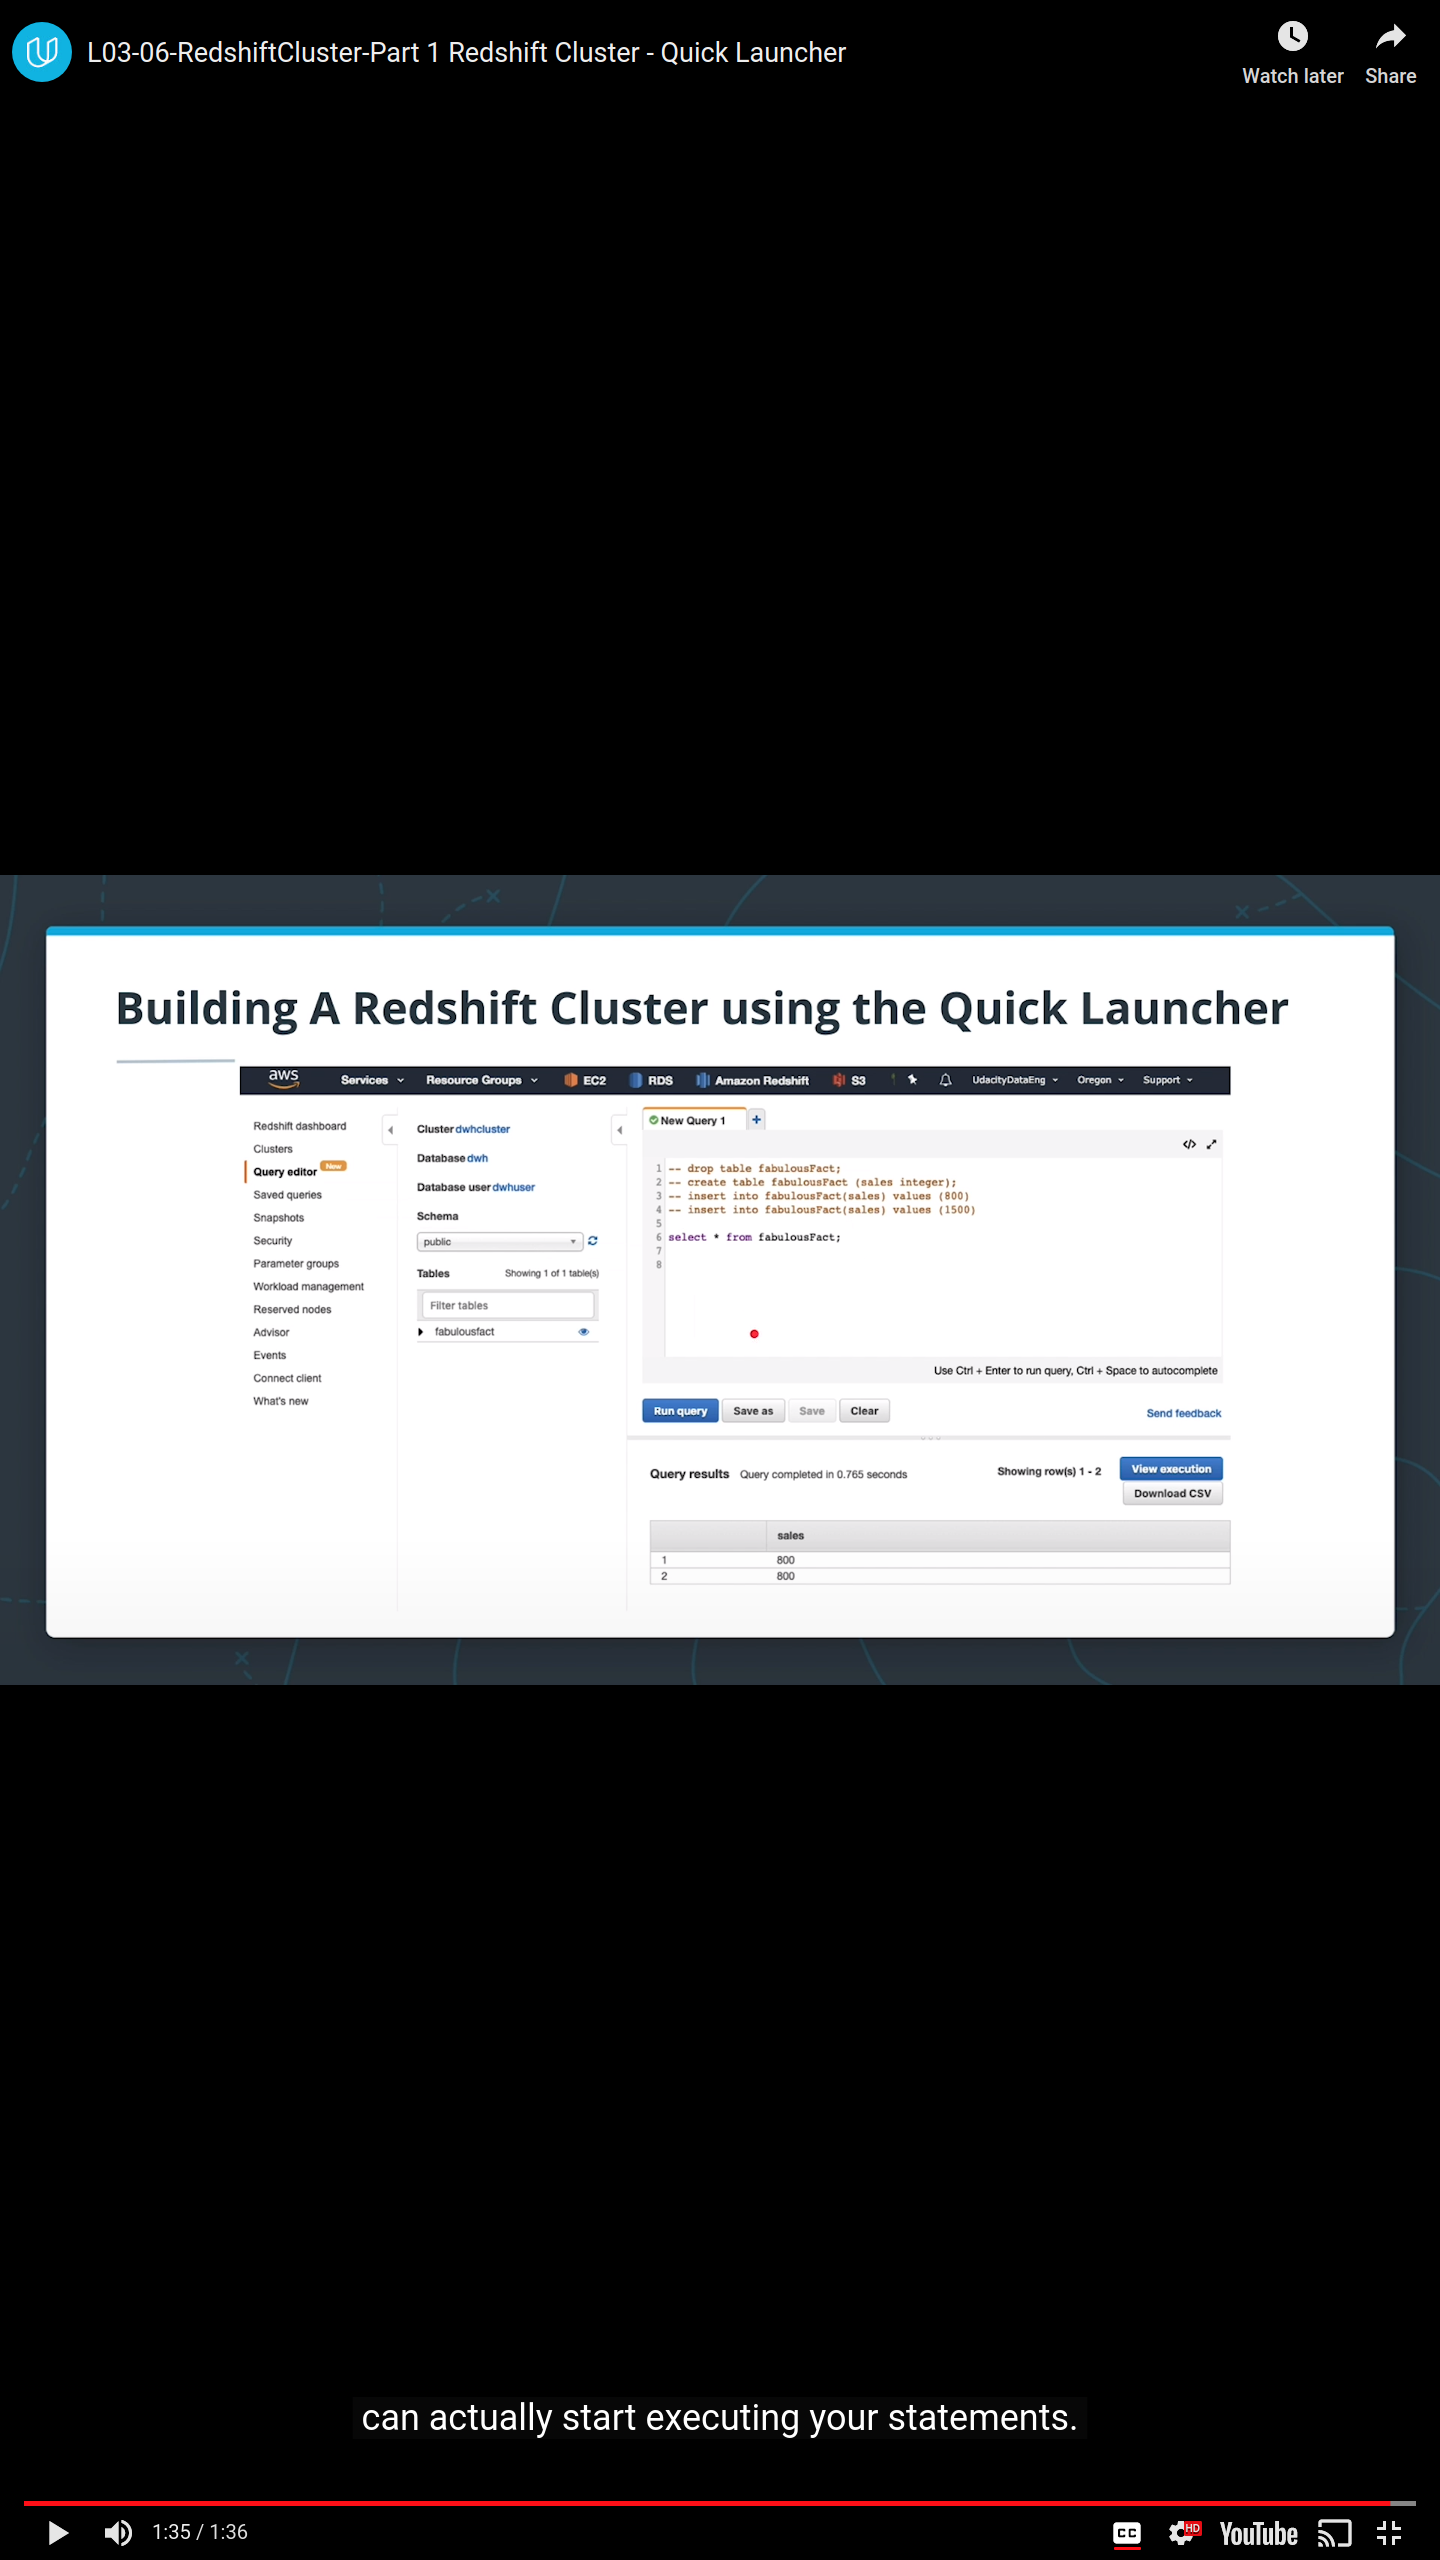 L03-06-RedshiftCluster-Part 1 Redshift Cluster - Quick Launcher
Watch later
Share
Building A Redshift Cluster using the Quick Launcher
aws Services Resource Groups EC2 RDS Amazon Redshift S3 UdacityDataEng Oregon Support
Redshift dashboard
Clusters
Query editor New
Saved queries
Snapshots
Security
Parameter groups
Workload management
Reserved nodes
Advisor
Events
Connect client
What's new
Cluster dwhcluster
Database dwh
Database user dwhuser
Schema
public
Tables Showing 1 of 1 table(s)
Filter tables
fabulousfact
New Query 1 +
</>
1 -- drop table fabulousFact;
2 -- create table fabulousFact (sales integer);
3 -- insert into fabulousFact(sales) values (800)
4 -- insert into fabulousFact(sales) values (1500)
5
6 select * from fabulousFact;
7
8
Use Ctrl + Enter to run query, Ctrl + Space to autocomplete
Run query Save as Save Clear Send feedback
Query results Query completed in 0.765 seconds Showing row(s) 1 - 2 View execution
Download CSV
sales
1 800
2 800
can actually start executing your statements.
1:35 / 1:36
CC HD YouTube